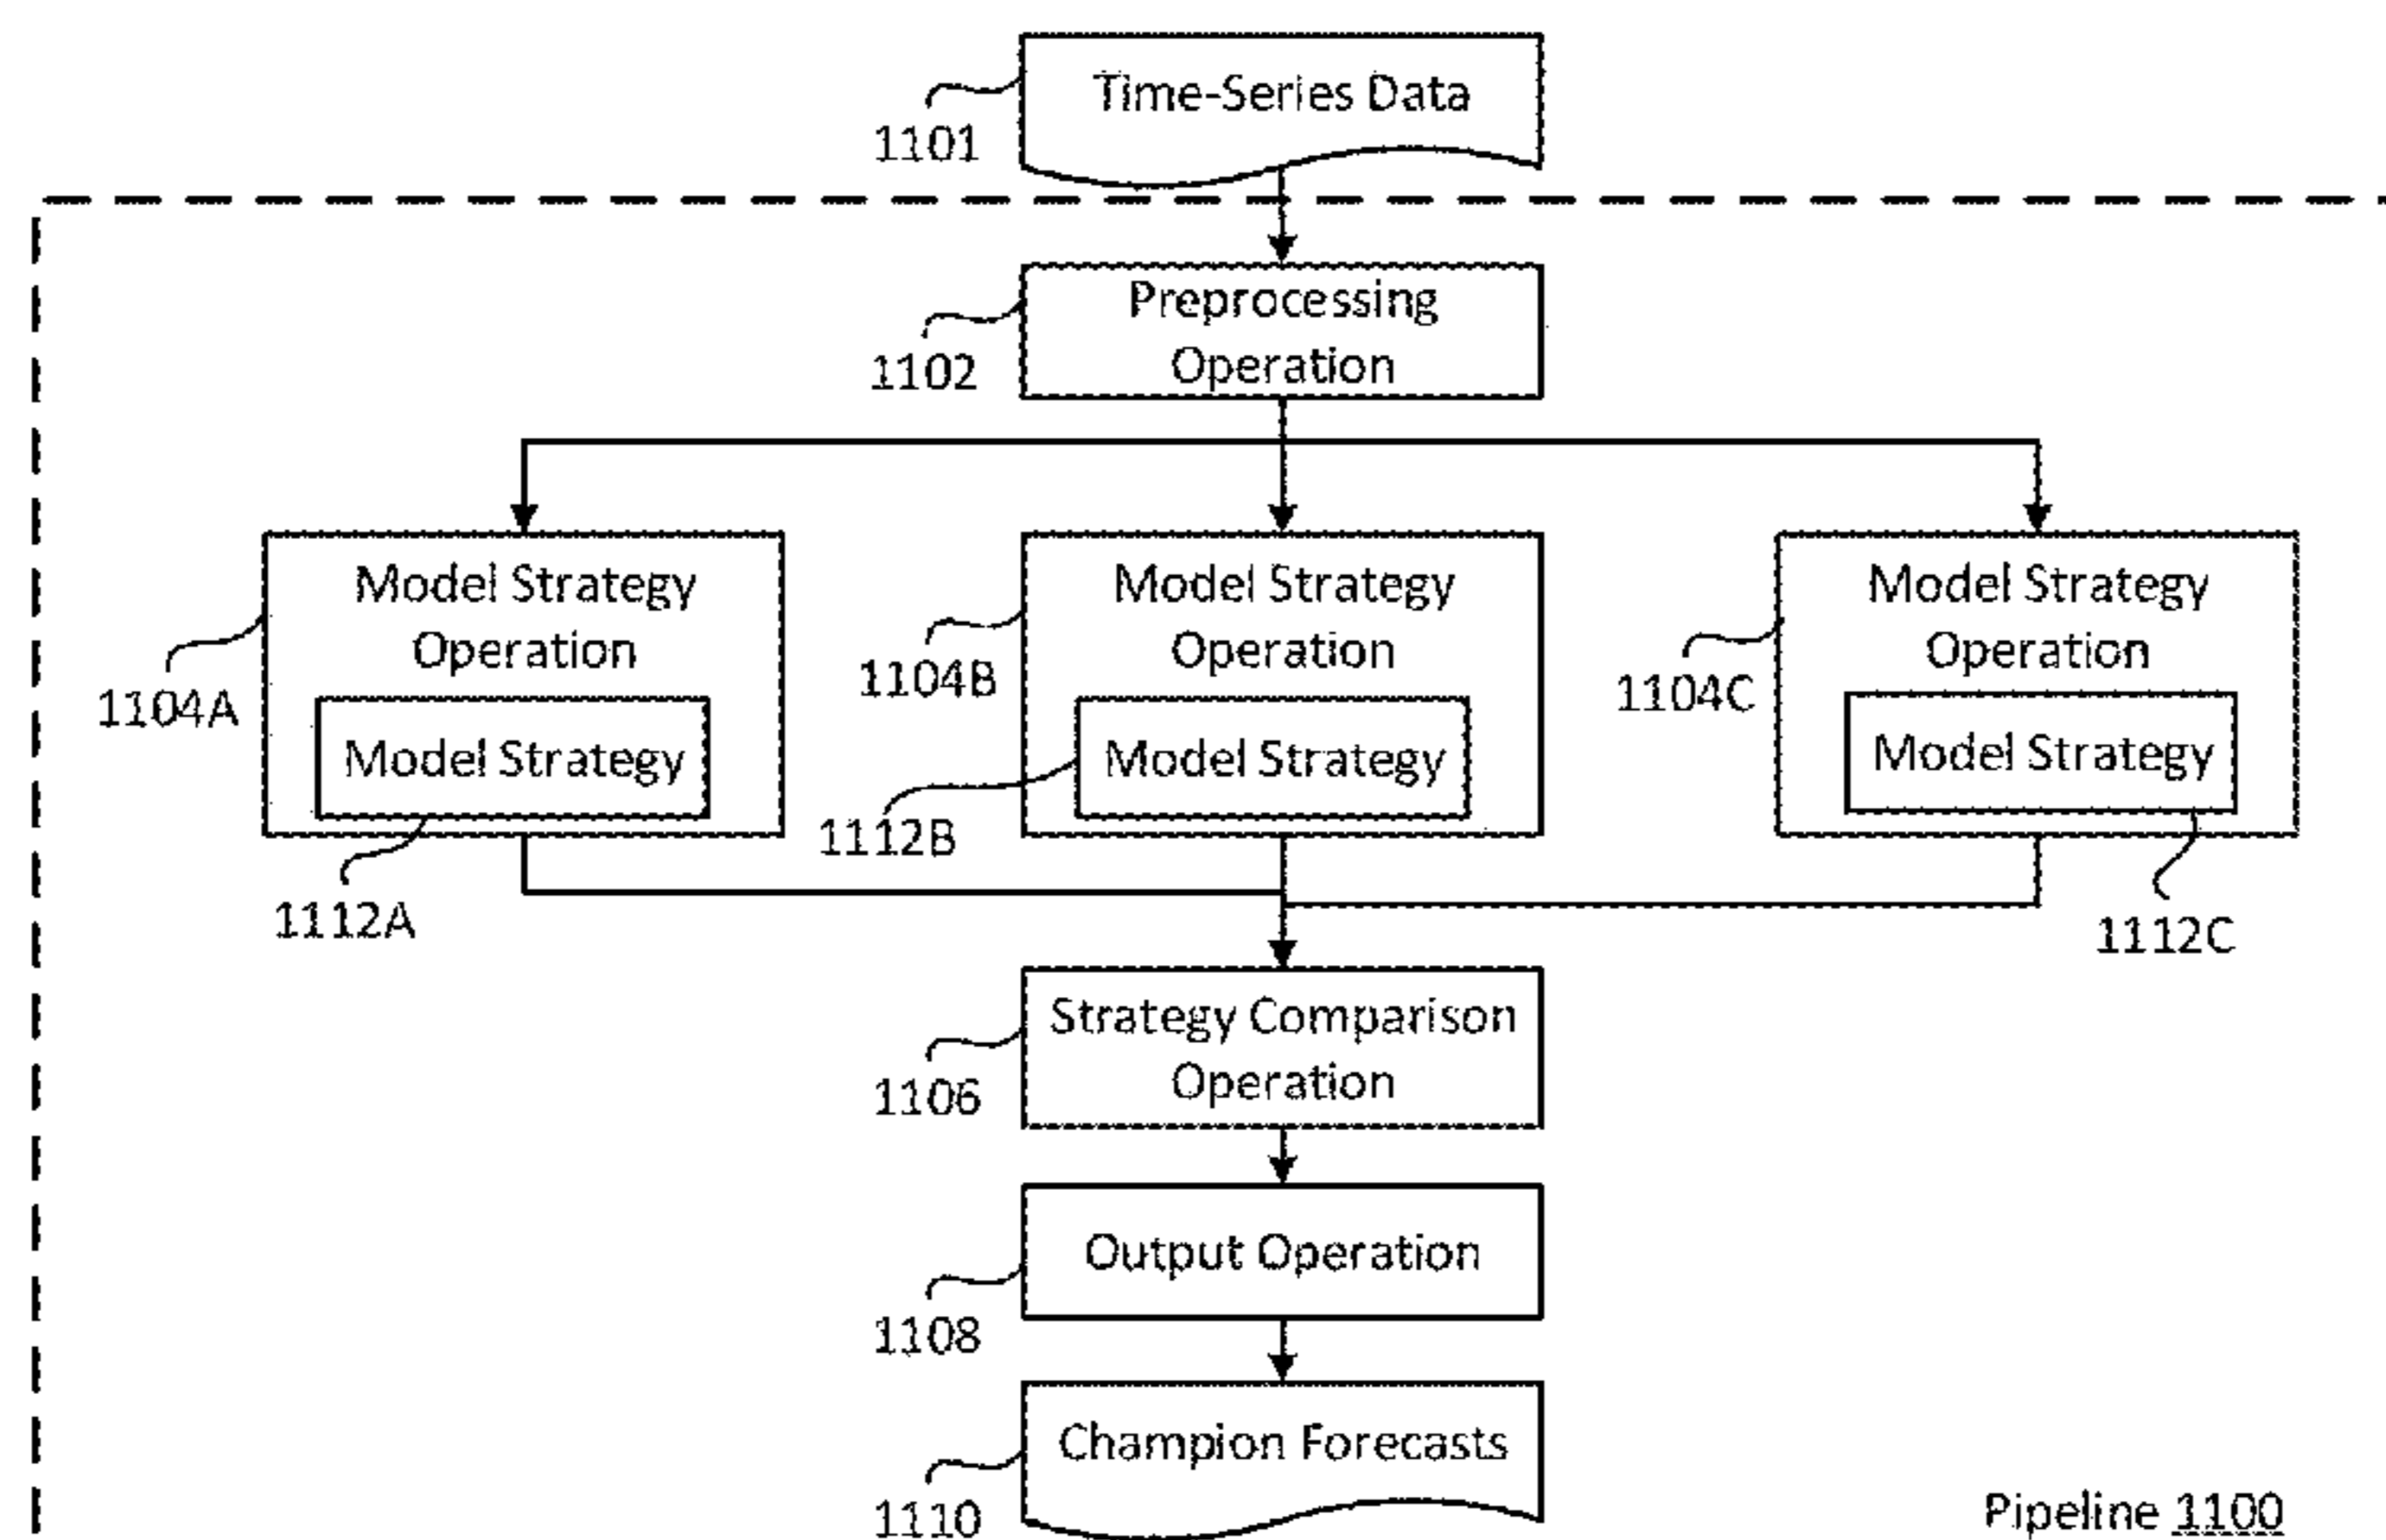 Time-Series Data
1101
Preprocessing
Operation
1102
Model Strategy
Operation
1104A
Model Strategy
1112A
Model Strategy
Operation
1104B
Model Strategy
1112B
Model Strategy
Operation
1104C
Model Strategy
1112C
Strategy Comparison
Operation
1106
Output Operation
1108
Champion Forecasts
1110
Pipeline 1100